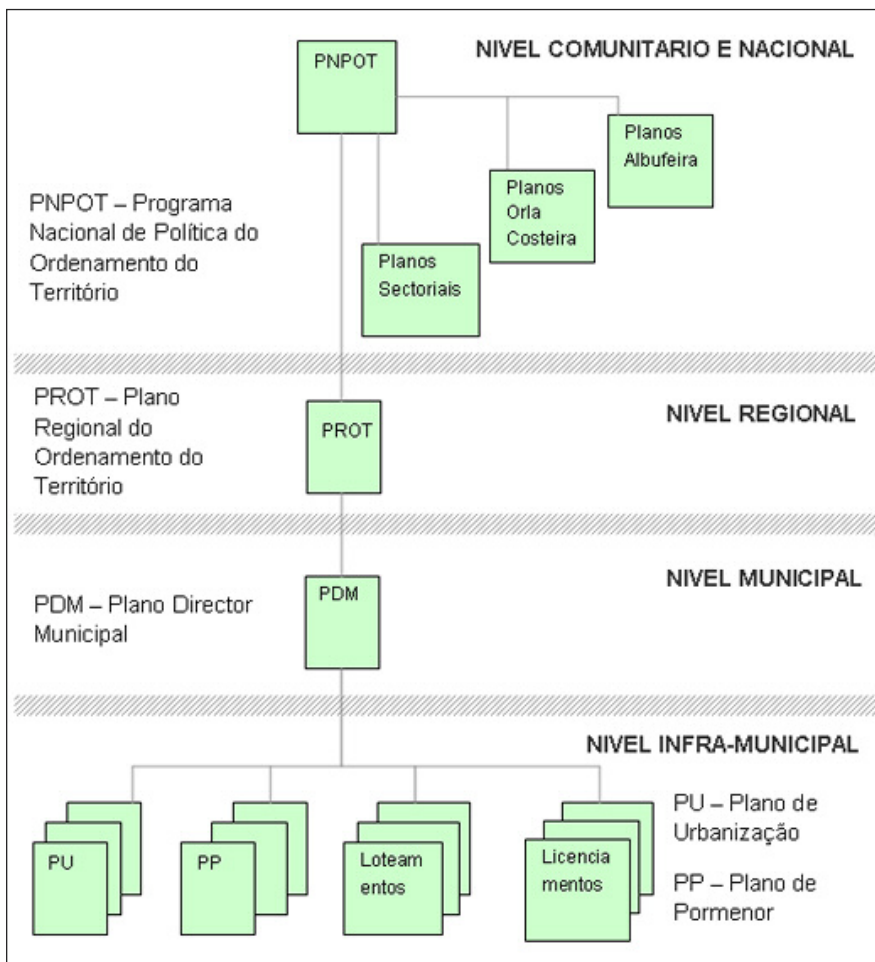 PNPOT
NIVEL COMUNITARIO E NACIONAL
Planos
Albufeira
Planos
Orla
Costeira
Planos
Sectoriais
PNPOT – Programa
Nacional de Política do
Ordenamento do
Território
PROT – Plano
Regional do
Ordenamento do
Território
PROT
NIVEL REGIONAL
PDM – Plano Director
Municipal
PDM
NIVEL MUNICIPAL
NIVEL INFRA-MUNICIPAL
PU
PP
Loteam
entos
Licencia
mentos
PU – Plano de
Urbanização
PP – Plano de
Pormenor